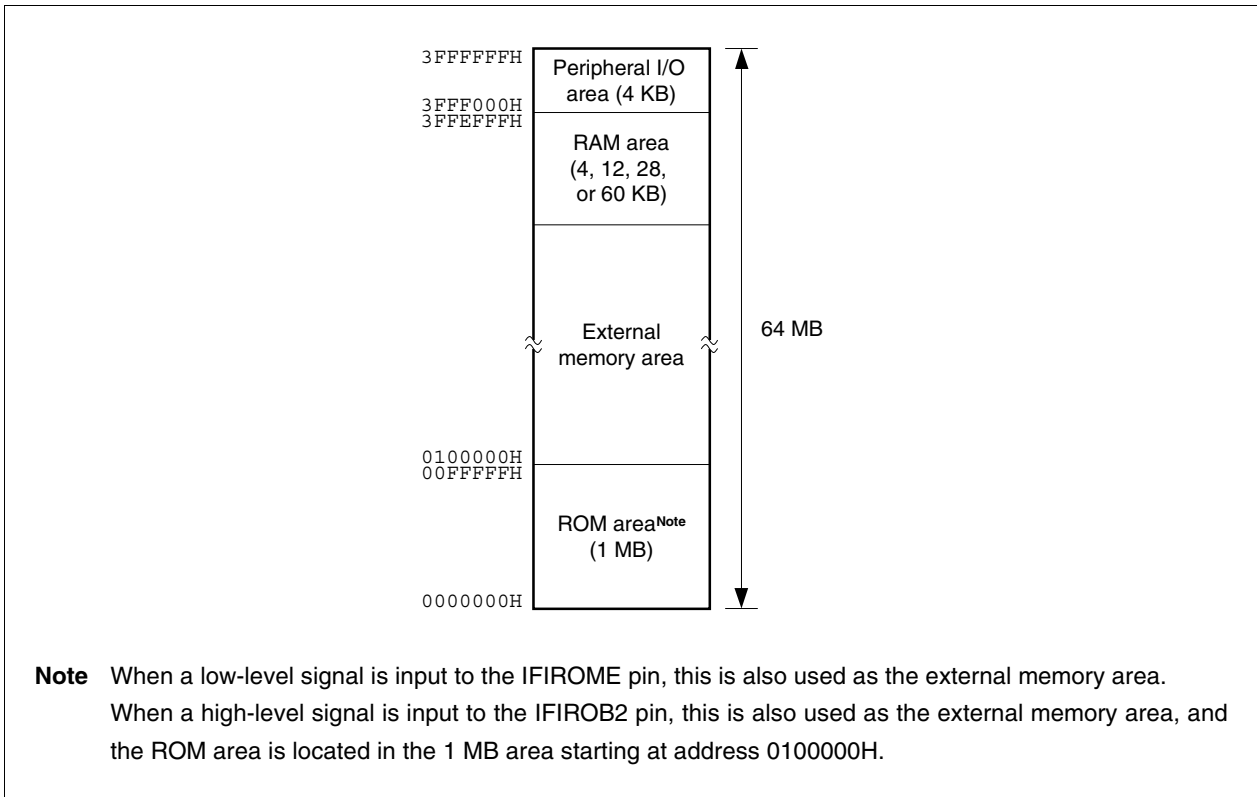 3FFFFFFH
Peripheral I/O
area (4 KB)
3FFF000H
3FFEFFFH
RAM area
(4, 12, 28,
or 60 KB)
External
memory area
64 MB
0100000H
00FFFFFH
ROM areaNote
(1 MB)
0000000H
Note When a low-level signal is input to the IFIROME pin, this is also used as the external memory area.
When a high-level signal is input to the IFIROB2 pin, this is also used as the external memory area, and
the ROM area is located in the 1 MB area starting at address 0100000H.